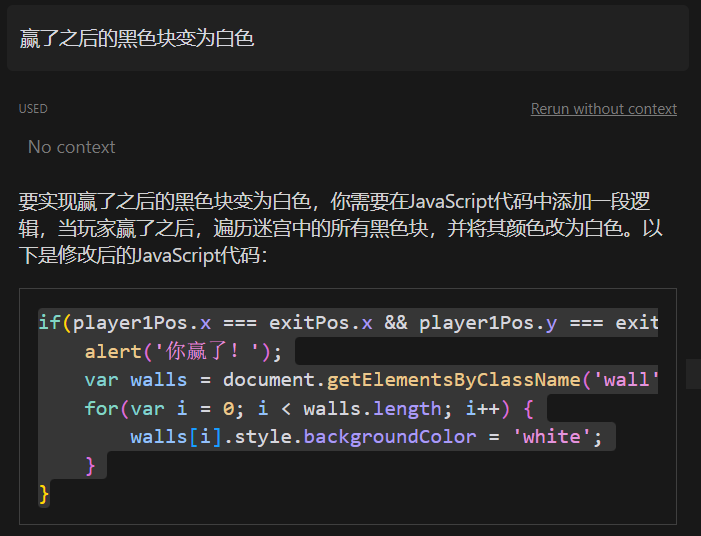 赢了之后的黑色块变为白色
USED
Rerun without context
No context
要实现赢了之后的黑色块变为白色，你需要在JavaScript代码中添加一段逻
辑，当玩家赢了之后，遍历迷宫中的所有黑色块，并将其颜色改为白色。以
下是修改后的JavaScript代码：
if(player1Pos.x === exitPos.x && player1Pos.y === exit
    alert('你赢了！');
    var walls = document.getElementsByClassName('wall'
    for(var i = 0; i < walls.length; i++) {
        walls[i].style.backgroundColor = 'white';
    }
}